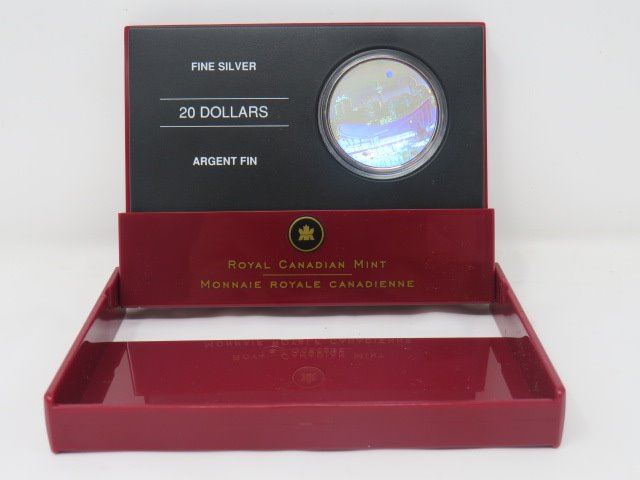 FINE SILVER
20 DOLLARS
ARGENT FIN
ROYAL CANADIAN MINT
MONNAIE ROYALE CANADIENNE